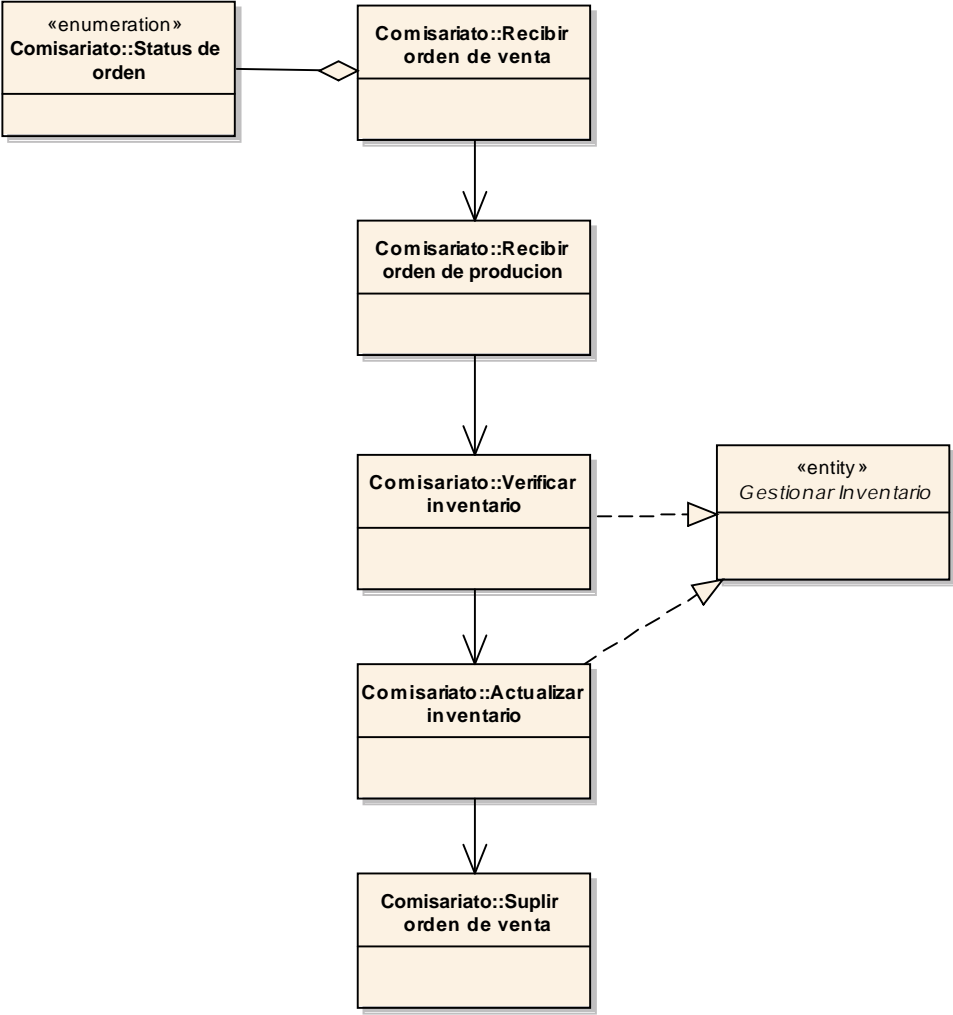 «enumeration»
Comisariato::Status de
orden
Comisariato::Recibir
orden de venta
Comisariato::Recibir
orden de producion
Comisariato::Verificar
inventario
«entity»
Gestionar Inventario
Comisariato::Actualizar
inventario
Comisariato::Suplir
orden de venta